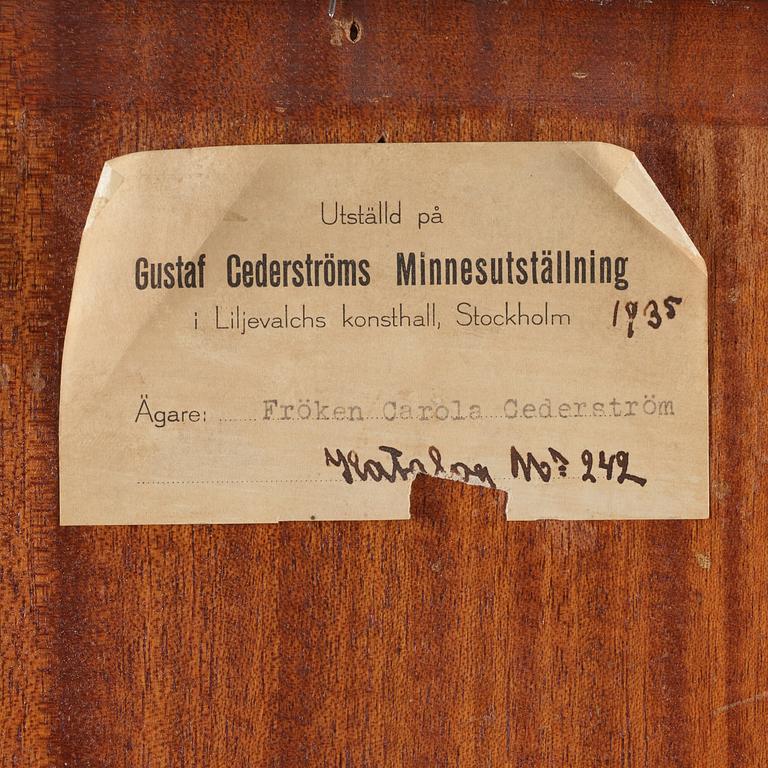 Utställd på
Gustaf Cederströms Minnesutställning
i Liljevalchs konsthall, Stockholm 1935
Ägare: Fröken Carola Cederström
Katalog No: 242